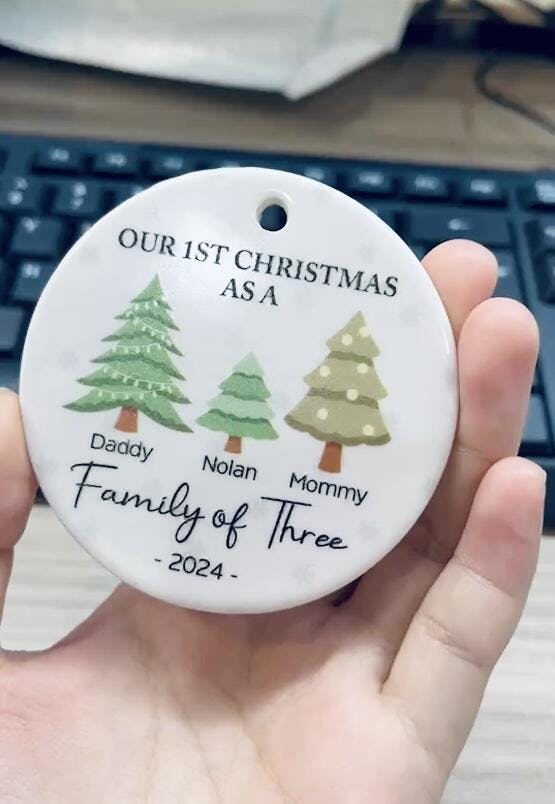 OUR 1ST CHRISTMAS
AS A
Daddy
Nolan
Mommy
Family of Three
- 2024 -